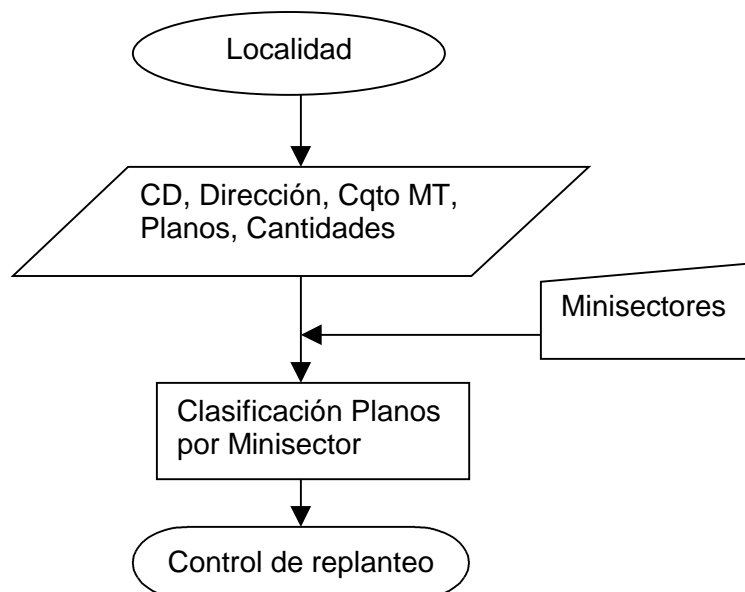 Localidad
CD, Dirección, Cqto MT,
Planos, Cantidades
Minisectores
Clasificación Planos
por Minisector
Control de replanteo